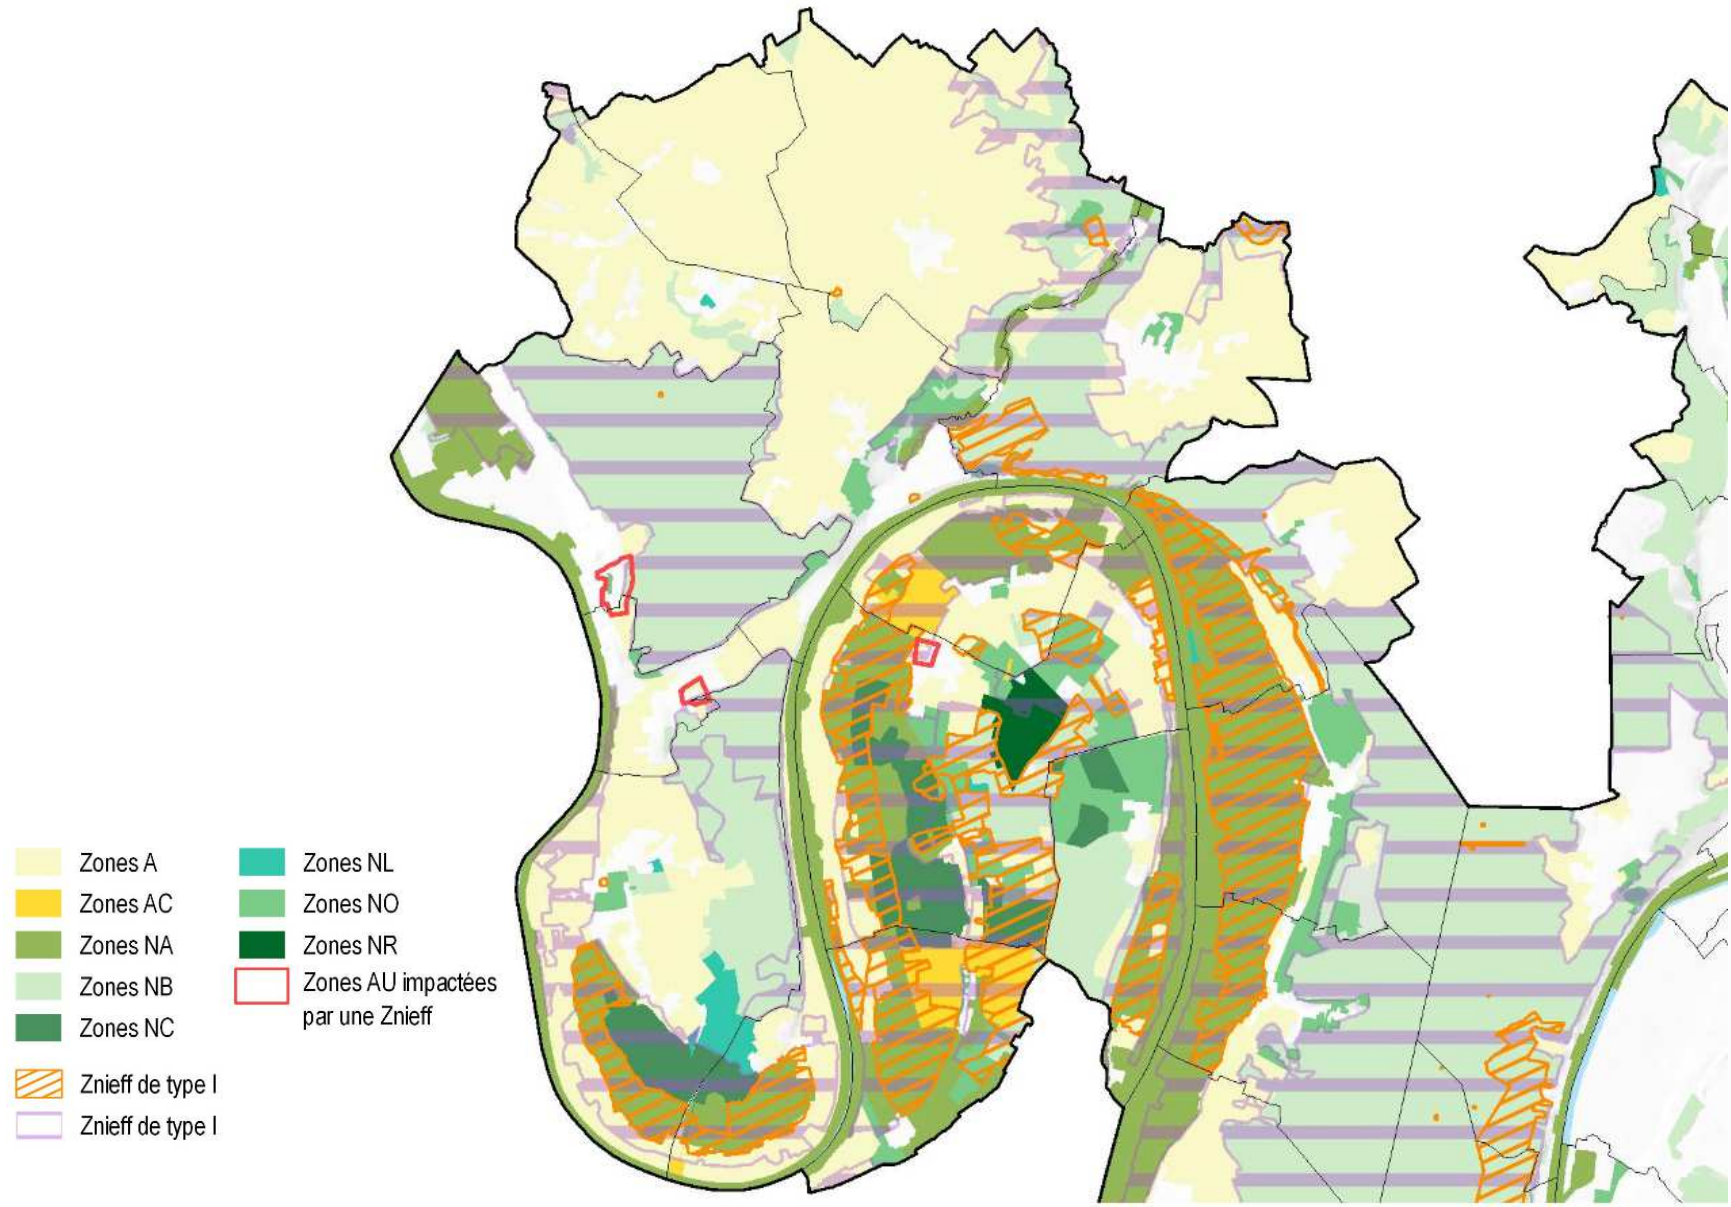 Zones A
Zones AC
Zones NA
Zones NB
Zones NC
Znieff de type I
Znieff de type I
Zones NL
Zones NO
Zones NR
Zones AU impactées
par une Znieff